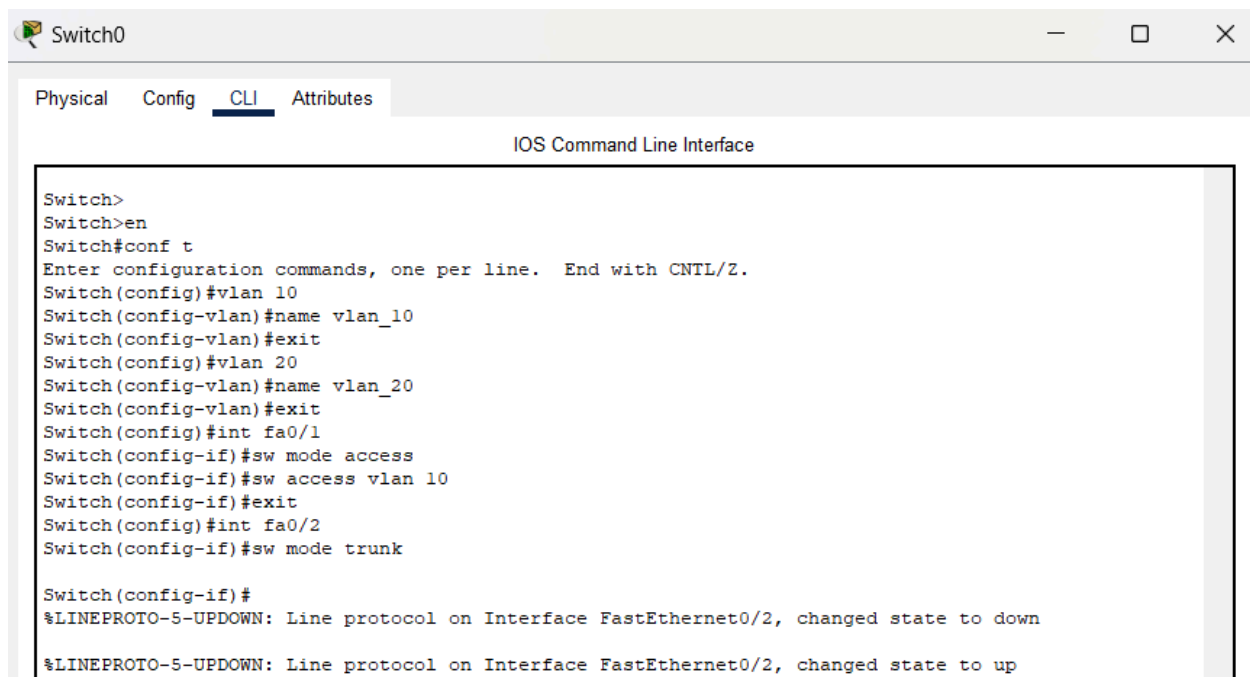 Switch0
Physical Config CLI Attributes
IOS Command Line Interface
Switch>
Switch>en
Switch#conf t
Enter configuration commands, one per line.  End with CNTL/Z.
Switch(config)#vlan 10
Switch(config-vlan)#name vlan_10
Switch(config-vlan)#exit
Switch(config)#vlan 20
Switch(config-vlan)#name vlan_20
Switch(config-vlan)#exit
Switch(config)#int fa0/1
Switch(config-if)#sw mode access
Switch(config-if)#sw access vlan 10
Switch(config-if)#exit
Switch(config)#int fa0/2
Switch(config-if)#sw mode trunk
Switch(config-if)#
%LINEPROTO-5-UPDOWN: Line protocol on Interface FastEthernet0/2, changed state to down
%LINEPROTO-5-UPDOWN: Line protocol on Interface FastEthernet0/2, changed state to up